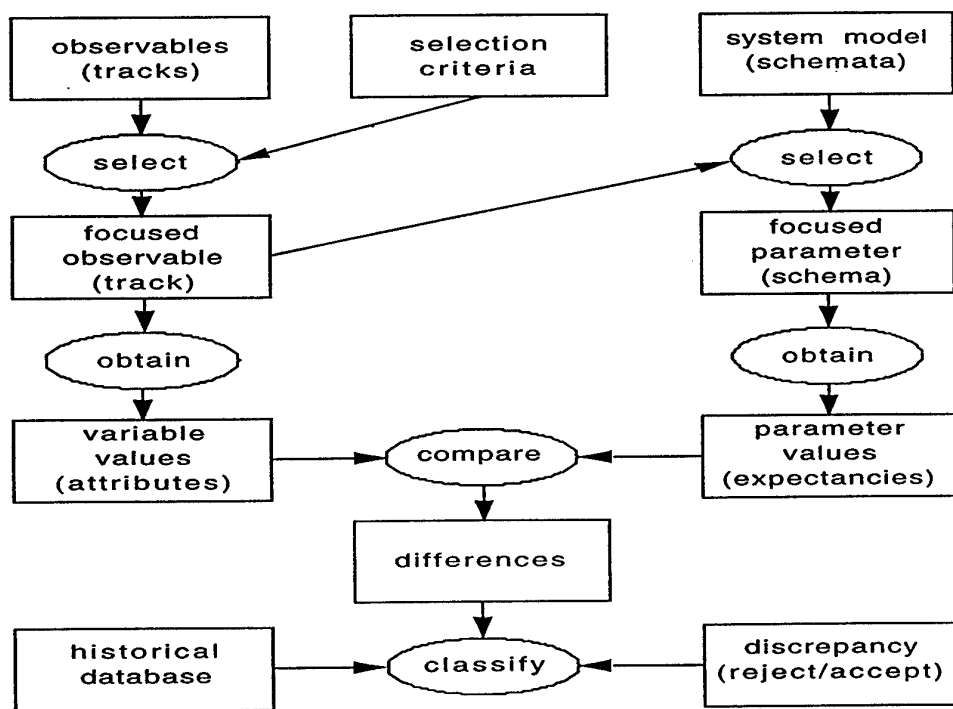 observables
(tracks)
selection
criteria
system model
(schemata)
select
select
focused
observable
(track)
focused
parameter
(schema)
obtain
obtain
variable
values
(attributes)
compare
parameter
values
(expectancies)
differences
historical
database
classify
discrepancy
(reject/accept)